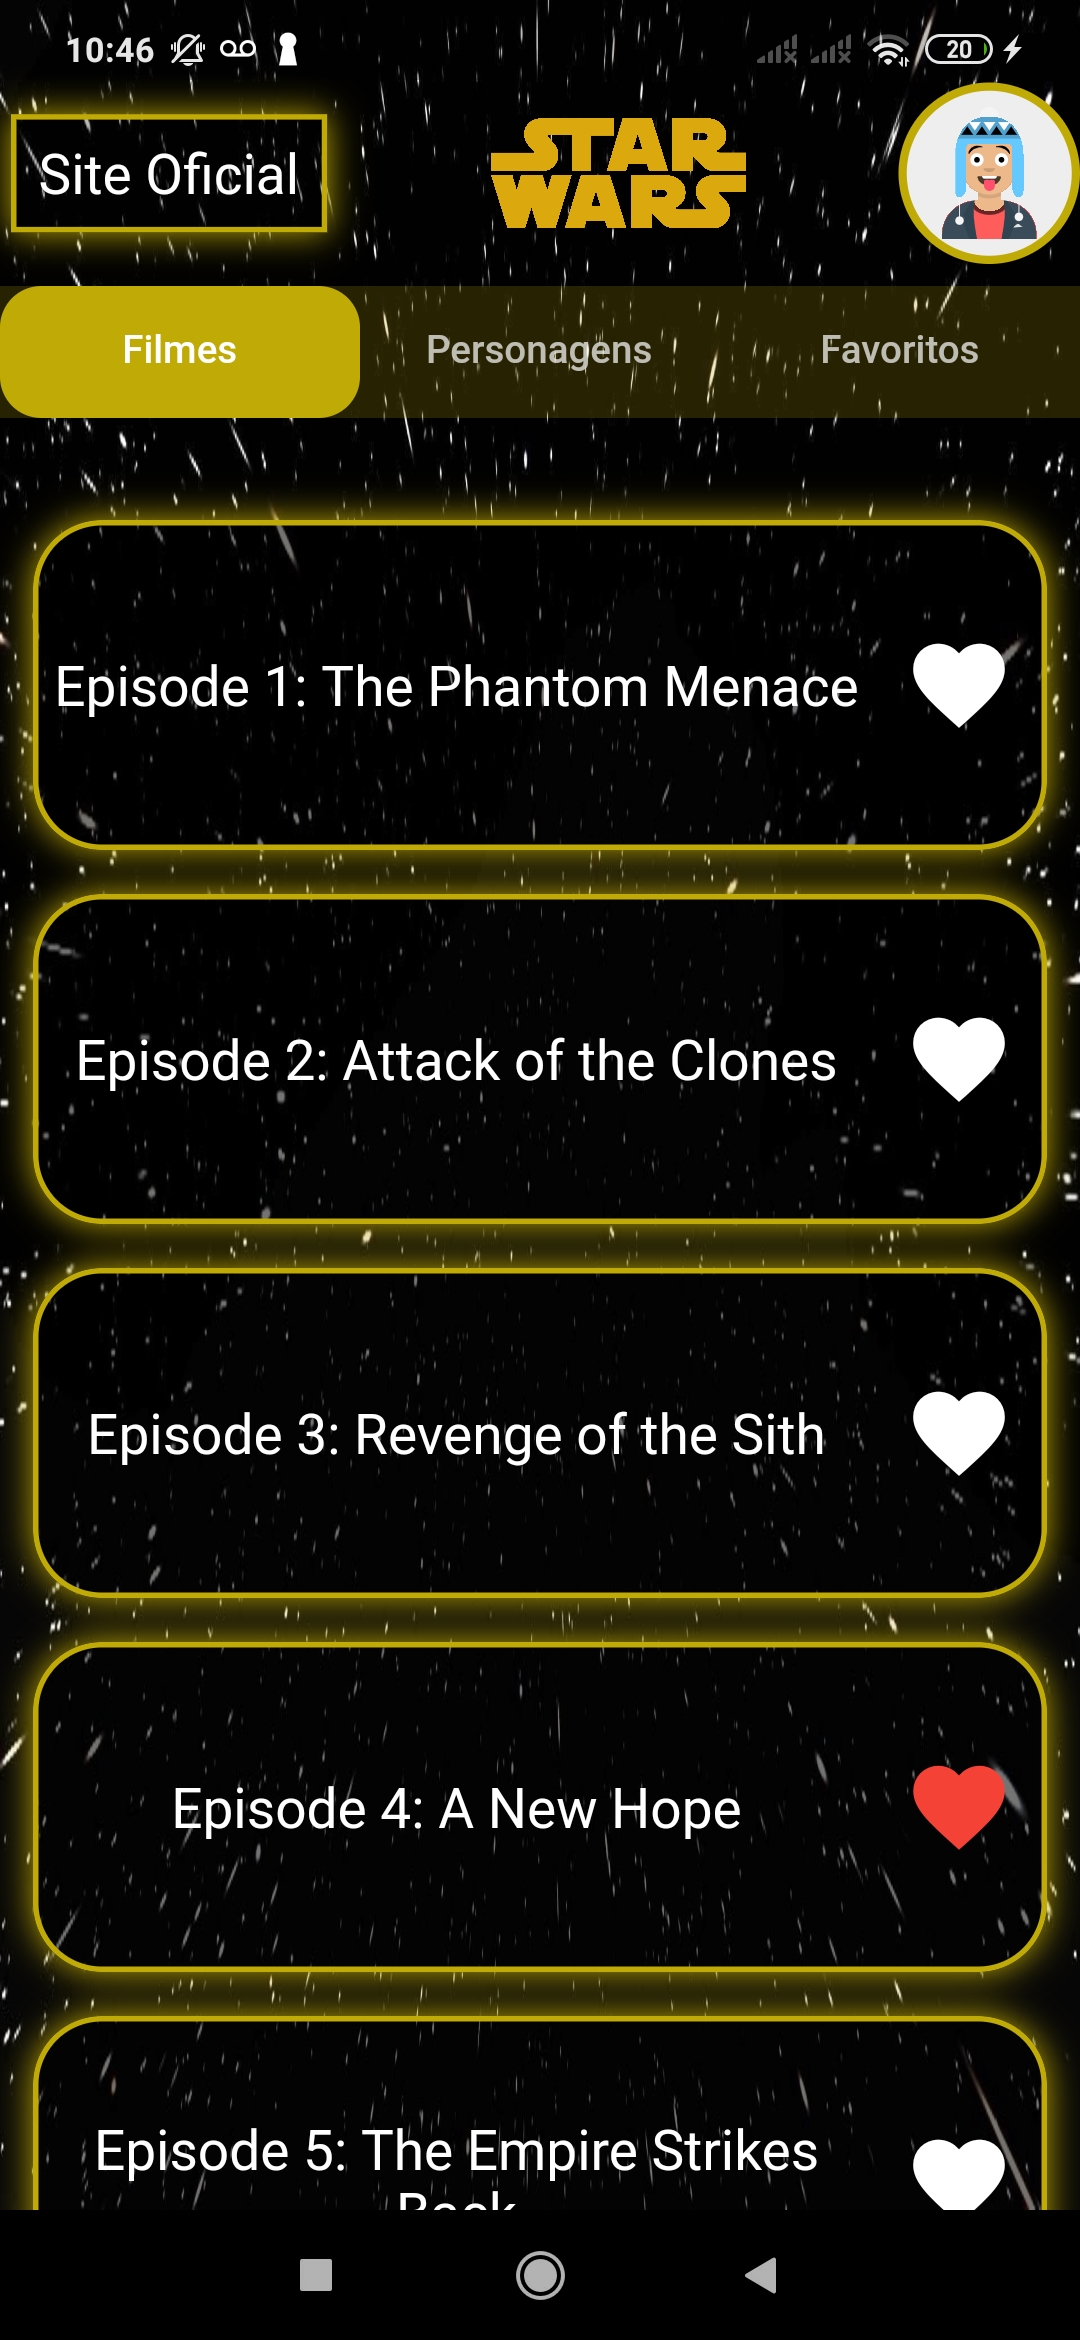 10:46
20
Site Oficial
STAR
WARS
Filmes
Personagens
Favoritos
Episode 1: The Phantom Menace
Episode 2: Attack of the Clones
Episode 3: Revenge of the Sith
Episode 4: A New Hope
Episode 5: The Empire Strikes
Back